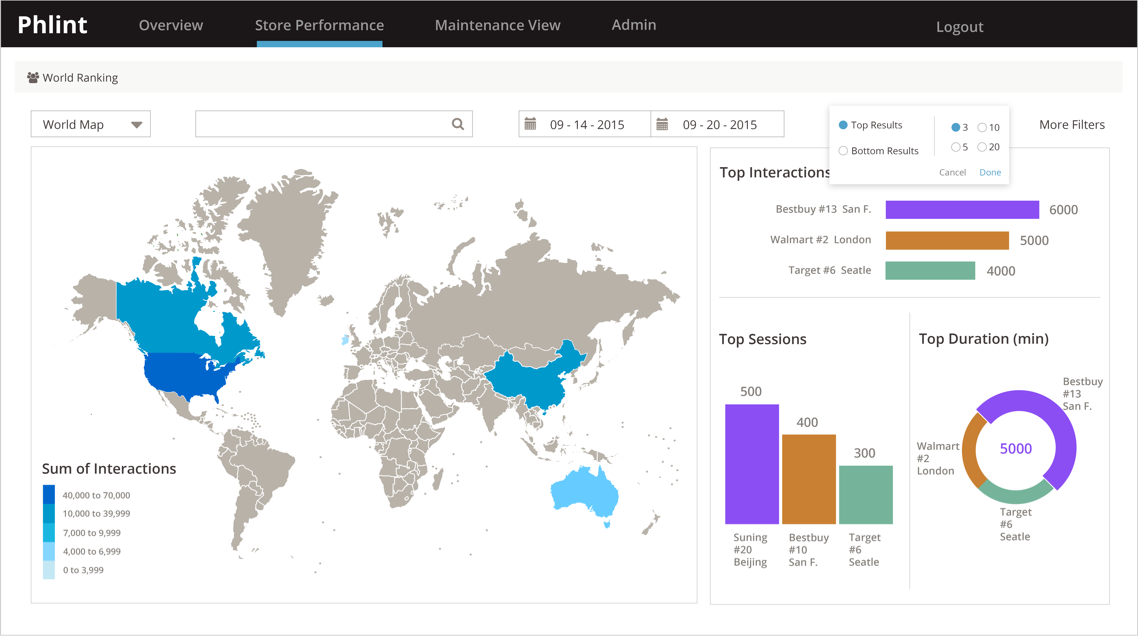 Phlint
Overview
Store Performance
Maintenance View
Admin
Logout
World Ranking
World Map
09 - 14 - 2015
09 - 20 - 2015
Top Results
Bottom Results
3
10
5
20
Cancel
Done
More Filters
Top Interactions
Bestbuy #13 San F.
6000
Walmart #2 London
5000
Target #6 Seatle
4000
Sum of Interactions
40,000 to 70,000
10,000 to 39,999
7,000 to 9,999
4,000 to 6,999
0 to 3,999
Top Sessions
500
400
300
Suning
#20
Beijing
Bestbuy
#10
San F.
Target
#6
Seatle
Top Duration (min)
Bestbuy
#13
San F.
Walmart
#2
London
5000
Target
#6
Seatle